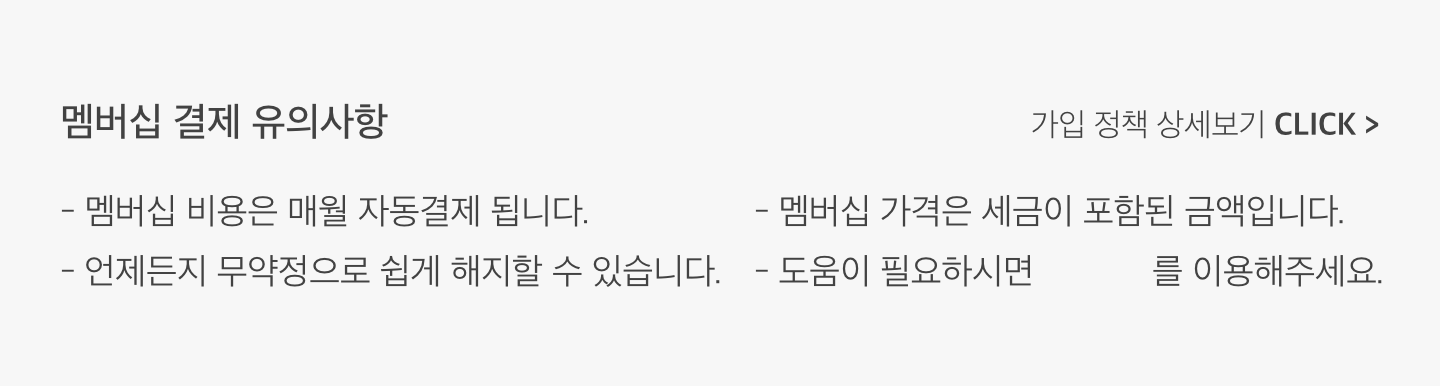 멤버십 결제 유의사항
가입 정책 상세보기 CLICK >
- 멤버십 비용은 매월 자동결제 됩니다.
- 언제든지 무약정으로 쉽게 해지할 수 있습니다.
- 멤버십 가격은 세금이 포함된 금액입니다.
- 도움이 필요하시면 를 이용해주세요.